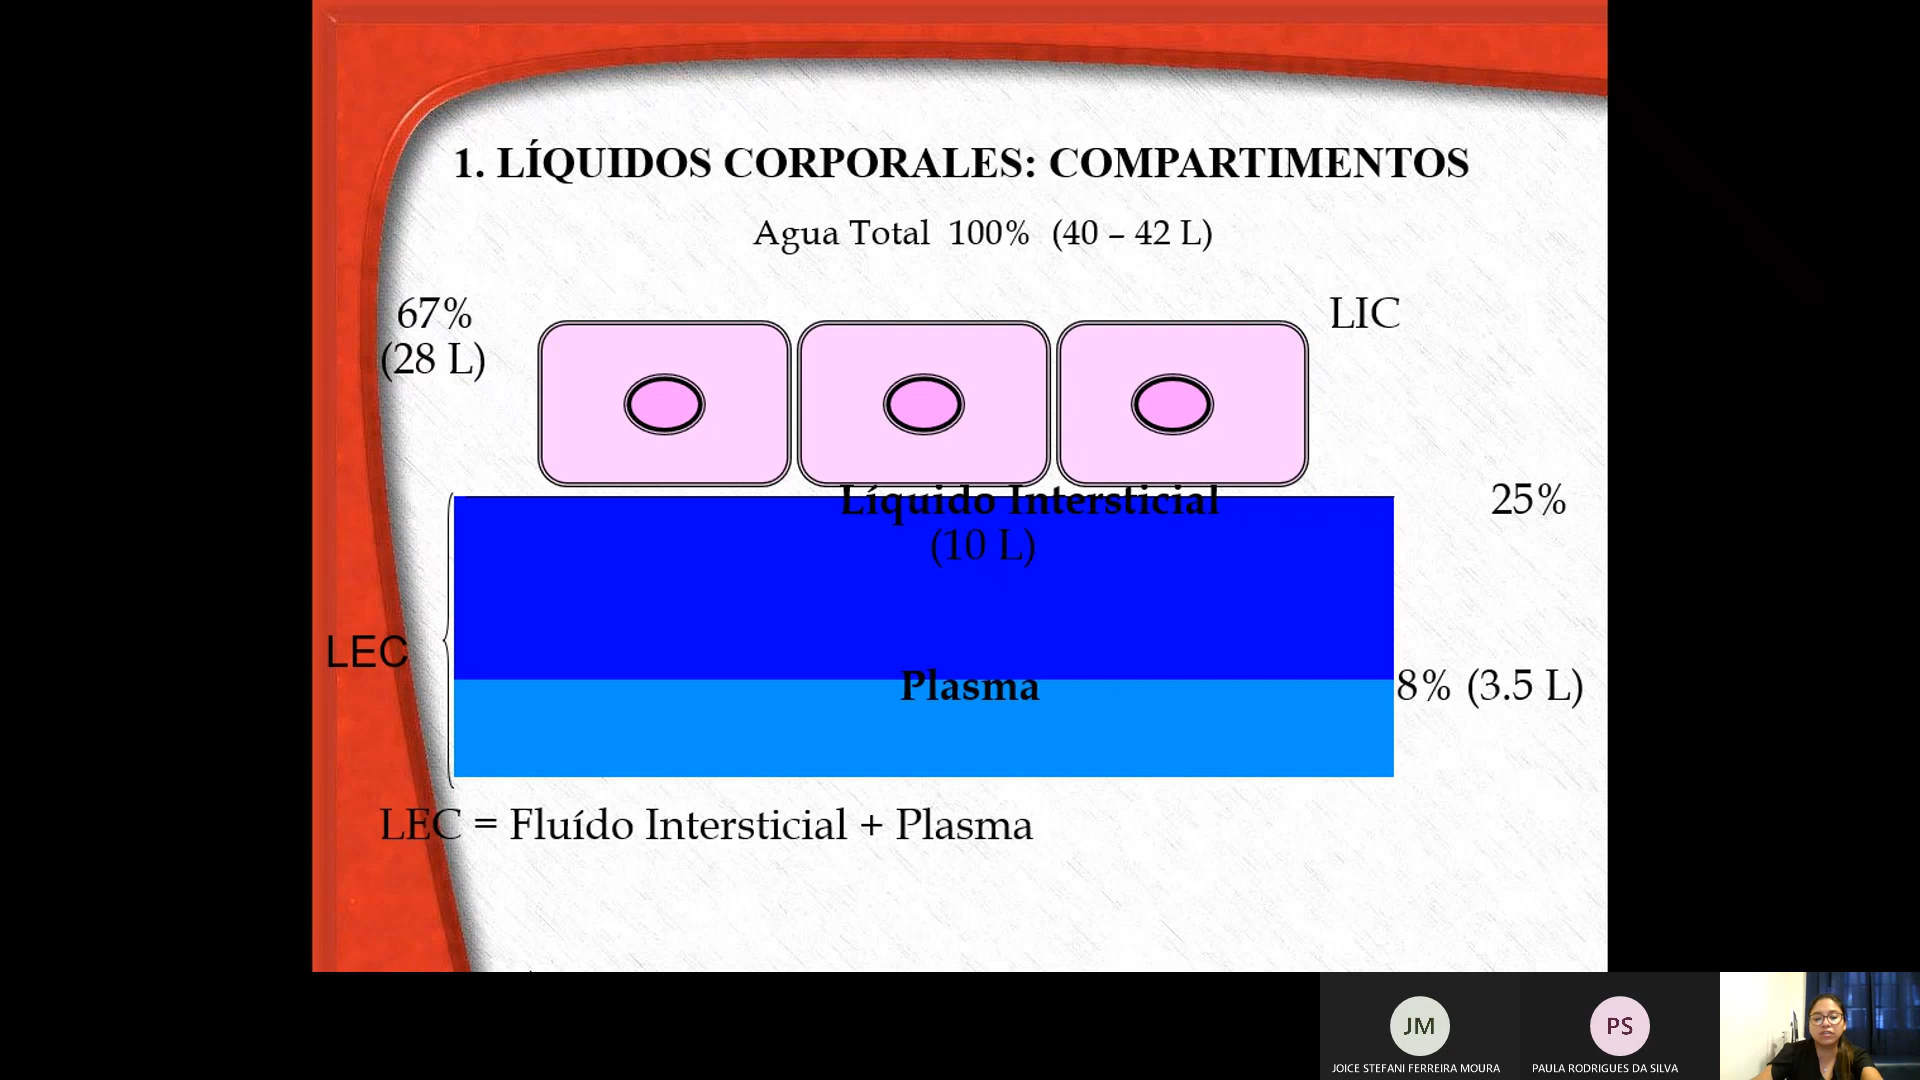 1. LÍQUIDOS CORPORALES: COMPARTIMENTOS
Agua Total 100% (40 – 42 L)
67%
(28 L)
LIC
Líquido Intersticial
(10 L)
25%
LEC
Plasma
8% (3.5 L)
LEC = Fluído Intersticial + Plasma
JM
JOICE STEFANI FERREIRA MOURA
PS
PAULA RODRIGUES DA SILVA